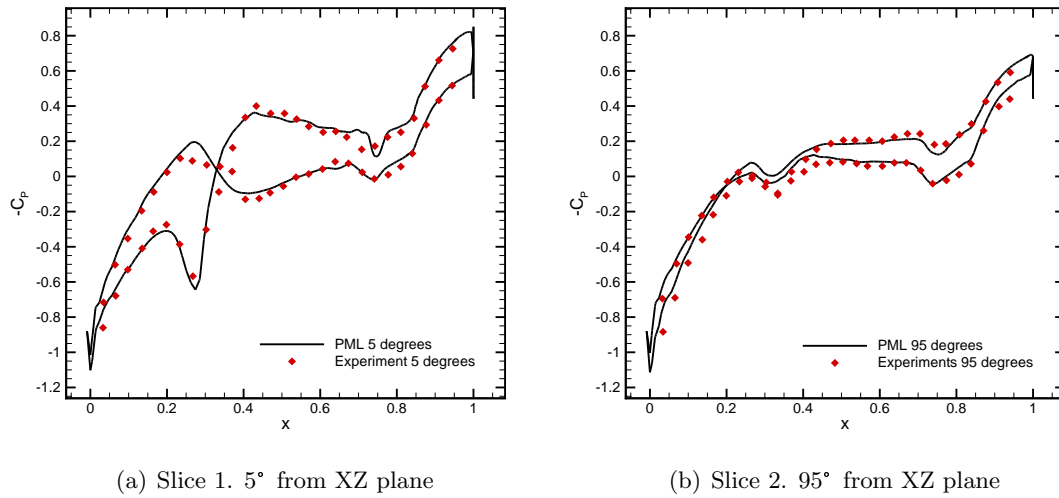 0.8
0.6
0.4
0.2
0
-0.2
-0.4
-0.6
-0.8
-1
-1.2
-C_P
0 0.2 0.4 0.6 0.8 1
x
PML 5 degrees
Experiment 5 degrees
(a) Slice 1. 5° from XZ plane
0.8
0.6
0.4
0.2
0
-0.2
-0.4
-0.6
-0.8
-1
-1.2
-C_P
0 0.2 0.4 0.6 0.8 1
x
PML 95 degrees
Experiments 95 degrees
(b) Slice 2. 95° from XZ plane